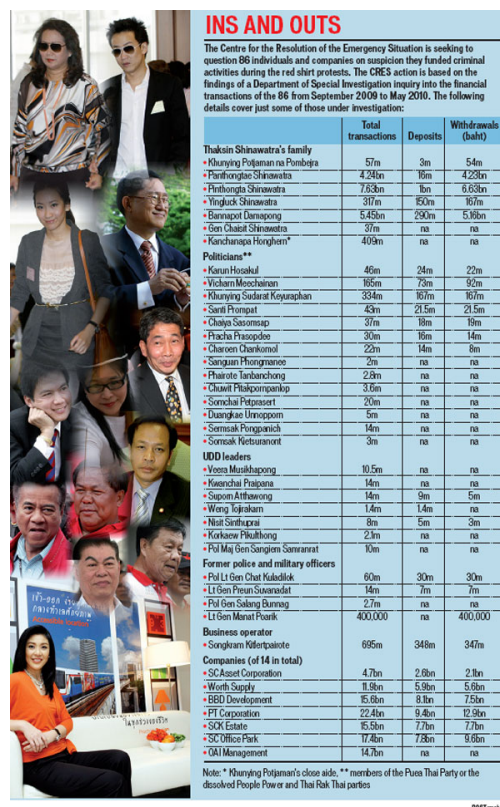 INS AND OUTS
The Centre for the Resolution of the Emergency Situation is seeking to
question 86 individuals and companies on suspicion they funded criminal
activities during the red shirt protests. The CRES action is based on the
findings of a Department of Special Investigation inquiry into the financial
transactions of the 86 from September 2009 to May 2010. The following
details cover just some of those under investigation:
Total transactions Deposits Withdrawals (baht)
Thaksin Shinawatra's family
• Khunying Potjaman na Pombejra 57m 3m 54m
• Panthongtae Shinawatra 4.24bn 16m 4.23bn
• Pinthongta Shinawatra 7.63bn 1bn 6.63bn
• Yingluck Shinawatra 317m 150m 167m
• Bannapot Damapong 5.45bn 290m 5.16bn
• Gen Chaisit Shinawatra 37m na na
• Kanchanapa Honghern* 409m na na
Politicians**
• Karun Hosakul 46m 24m 22m
• Vicharn Meechainan 165m 73m 92m
• Khunying Sudarat Keyuraphan 334m 167m 167m
• Santi Prompat 43m 21.5m 21.5m
• Chaiya Sasomsap 37m 18m 19m
• Pracha Prasopdee 30m 16m 14m
• Charoen Chankomol 22m 14m 8m
• Sanguan Phongmanee 2m na na
• Phairote Tanbanchong 2.8m na na
• Chuwit Pitakpornpanlop 3.6m na na
• Somchai Petprasert 20m na na
• Duangkae Unnoporn 5m na na
• Sermsak Pongpanich 14m na na
• Somsak Kietsuranont 3m na na
UDD leaders
• Veera Musikhapong 10.5m na na
• Kwanchai Praipana 14m na na
• Suporn Atthawong 14m 9m 5m
• Weng Tojirakarn 1.4m 1.4m na
• Nisit Sinthuprai 8m 5m 3m
• Korkaew Pikulthong 2.1m na na
• Pol Maj Gen Sangiem Samranrat 10m na na
Former police and military officers
• Pol Lt Gen Chat Kuladilok 60m 30m 30m
• Lt Gen Preun Suvanadat 14m 7m 7m
• Pol Gen Salang Bunnag 2.7m na na
• Lt Gen Manat Paorik 400,000 na 400,000
Business operator
• Songkram Kitlertpairote 695m 348m 347m
Companies (of 14 in total)
• SC Asset Corporation 4.7bn 2.6bn 2.1bn
• Worth Supply 11.9bn 5.9bn 5.6bn
• BBD Development 15.6bn 8.1bn 7.5bn
• PT Corporation 22.4bn 9.4bn 12.9bn
• SCK Estate 15.5bn 7.7bn 7.7bn
• SC Office Park 17.4bn 7.8bn 9.6bn
• OAI Management 14.7bn na na
Note: * Khunying Potjaman's close aide, ** members of the Puea Thai Party or the
dissolved People Power and Thai Rak Thai parties